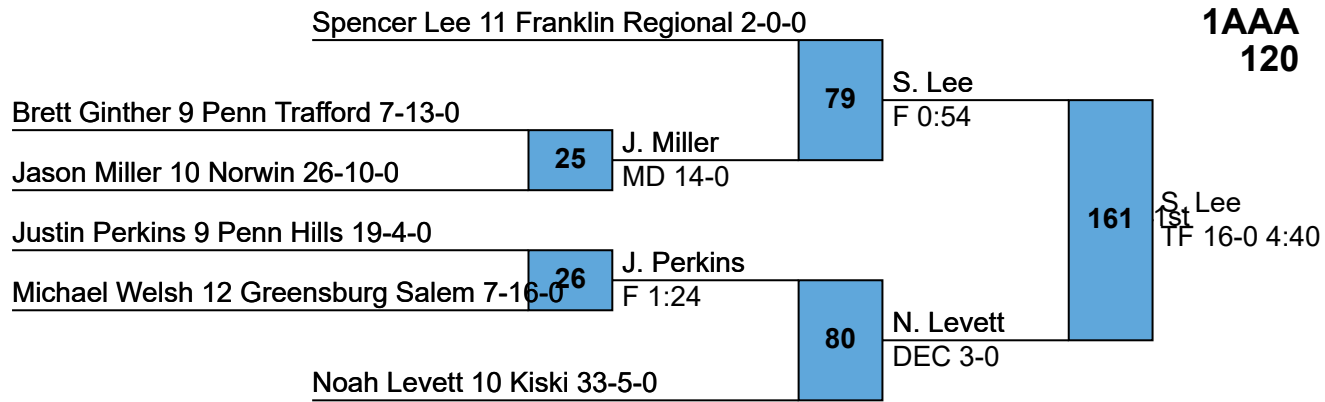 Spencer Lee 11 Franklin Regional 2-0-0
1AAA
120
79
S. Lee
F 0:54
Brett Ginther 9 Penn Trafford 7-13-0
25
J. Miller
MD 14-0
Jason Miller 10 Norwin 26-10-0
161
S. Lee
1st
TF 16-0 4:40
Justin Perkins 9 Penn Hills 19-4-0
26
J. Perkins
F 1:24
Michael Welsh 12 Greensburg Salem 7-16-0
80
N. Levett
DEC 3-0
Noah Levett 10 Kiski 33-5-0